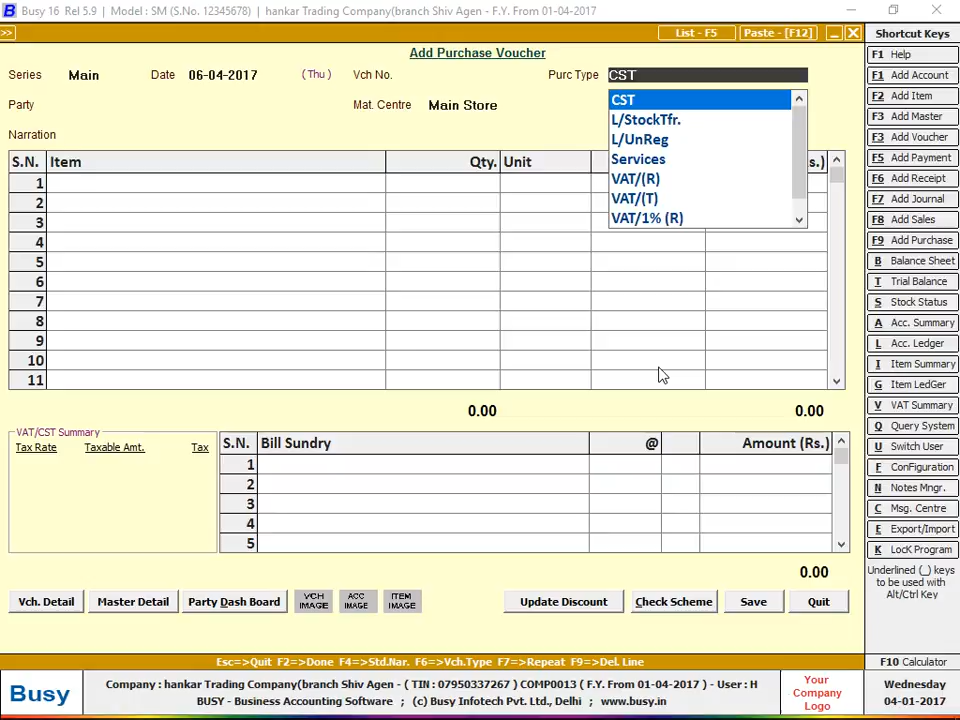 Busy 16 Rel 5.9 | Model : SM (S.No. 12345678) | hankar Trading Company(branch Shiv Agen - F.Y. From 01-04-2017
>> List - F5 Paste - [F12] Shortcut Keys
Add Purchase Voucher
Series Main Date 06-04-2017 (Thu) Vch No. Purc Type CST
Party Mat. Centre Main Store
Narration
CST
L/StockTfr.
L/UnReg
Services
VAT/(R)
VAT/(T)
VAT/1% (R)
S.N. Item Qty. Unit s.)
1
2
3
4
5
6
7
8
9
10
11
0.00 0.00
VAT/CST Summary
Tax Rate Taxable Amt. Tax
S.N. Bill Sundry @ Amount (Rs.)
1
2
3
4
5
0.00
Vch. Detail Master Detail Party Dash Board VCH IMAGE ACC IMAGE ITEM IMAGE Update Discount Check Scheme Save Quit
Esc=>Quit F2=>Done F4=>Std.Nar. F6=>Vch.Type F7=>Repeat F9=>Del. Line
F1 Help
F1 Add Account
F2 Add Item
F3 Add Master
F3 Add Voucher
F5 Add Payment
F6 Add Receipt
F7 Add Journal
F8 Add Sales
F9 Add Purchase
B Balance Sheet
T Trial Balance
S Stock Status
A Acc. Summary
L Acc. Ledger
I Item Summary
G Item LedGer
V VAT Summary
Q Query System
U Switch User
F ConFiguration
N Notes Mngr.
C Msg. Centre
E Export/Import
K LocK Program
Underlined (_) keys
to be used with
Alt/Ctrl Key
F10 Calculator
Busy
Company : hankar Trading Company(branch Shiv Agen - ( TIN : 07950337267 ) COMP0013 ( F.Y. From 01-04-2017 ) - User : H
BUSY - Business Accounting Software ; (c) Busy Infotech Pvt. Ltd., Delhi ; www.busy.in
Your
Company
Logo
Wednesday
04-01-2017